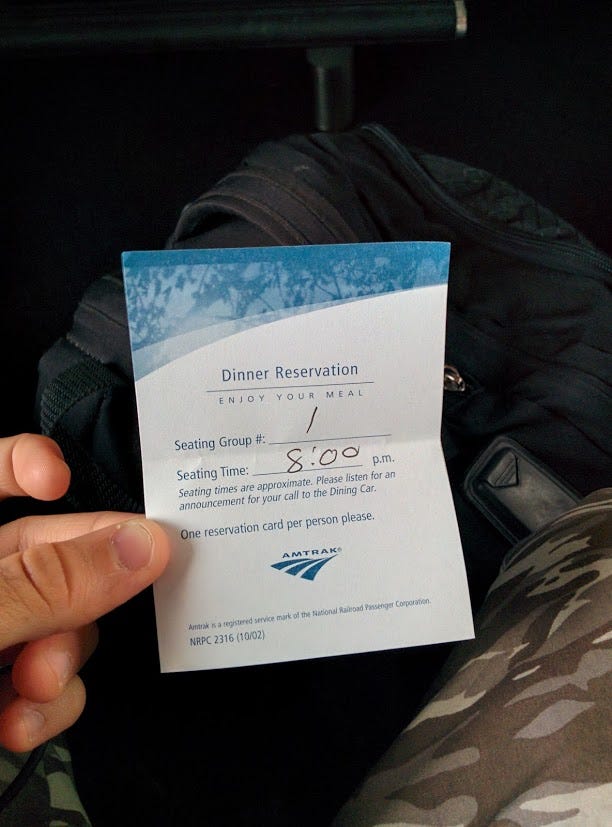 Dinner Reservation
ENJOY YOUR MEAL
Seating Group #: 1
Seating Time: 8:00 p.m.
Seating times are approximate. Please listen for an
announcement for your call to the Dining Car.
One reservation card per person please.
AMTRAK®
Amtrak is a registered service mark of the National Railroad Passenger Corporation.
NRPC 2316 (10/02)